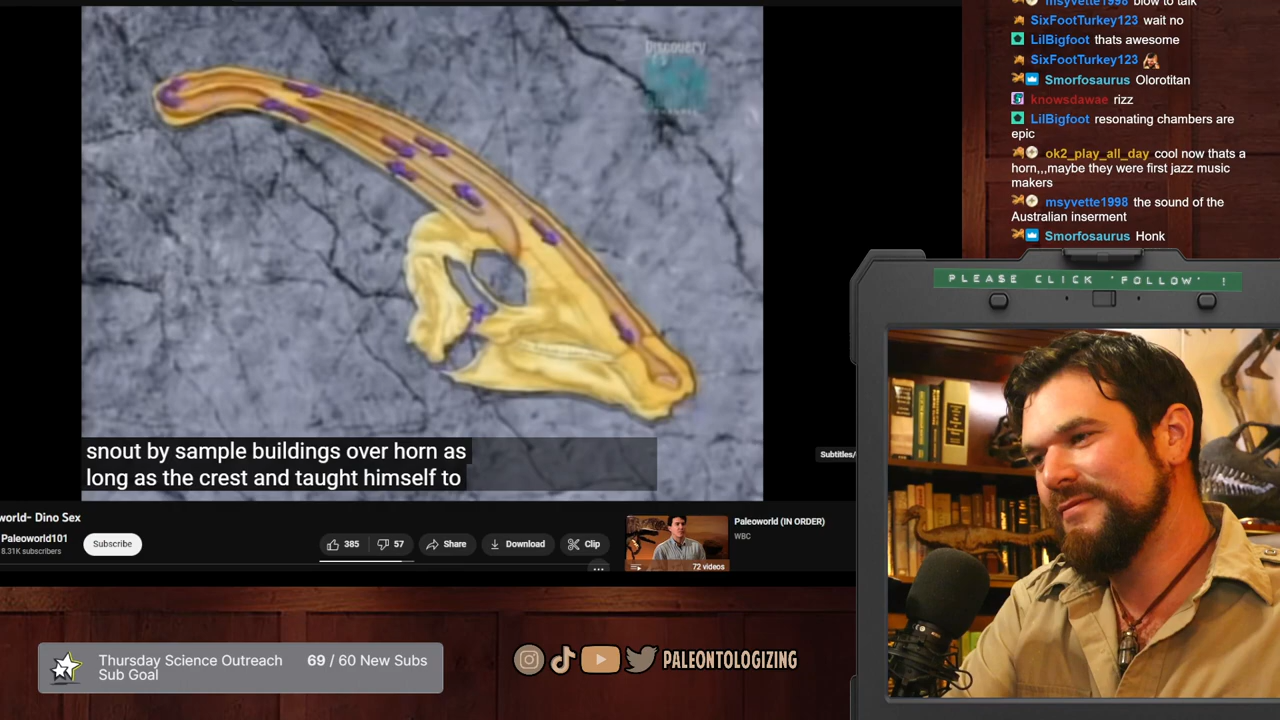 Discovery
CHANNEL
msyvette1998 blow to talk
SixFootTurkey123 wait no
LilBigfoot thats awesome
SixFootTurkey123
Smorfosaurus Olorotitan
knowsdawae rizz
LilBigfoot resonating chambers are
epic
ok2_play_all_day cool now thats a
horn,,,maybe they were first jazz music
makers
msyvette1998 the sound of the
Australian inserment
Smorfosaurus Honk
PLEASE CLICK 'FOLLOW' !
snout by sample buildings over horn as
long as the crest and taught himself to
Subtitles/
world- Dino Sex
Paleoworld101
8.31K subscribers
Subscribe
385
57
Share
Download
Clip
Paleoworld (IN ORDER)
WBC
72 videos
Thursday Science Outreach
Sub Goal
69 / 60 New Subs
PALEONTOLOGIZING